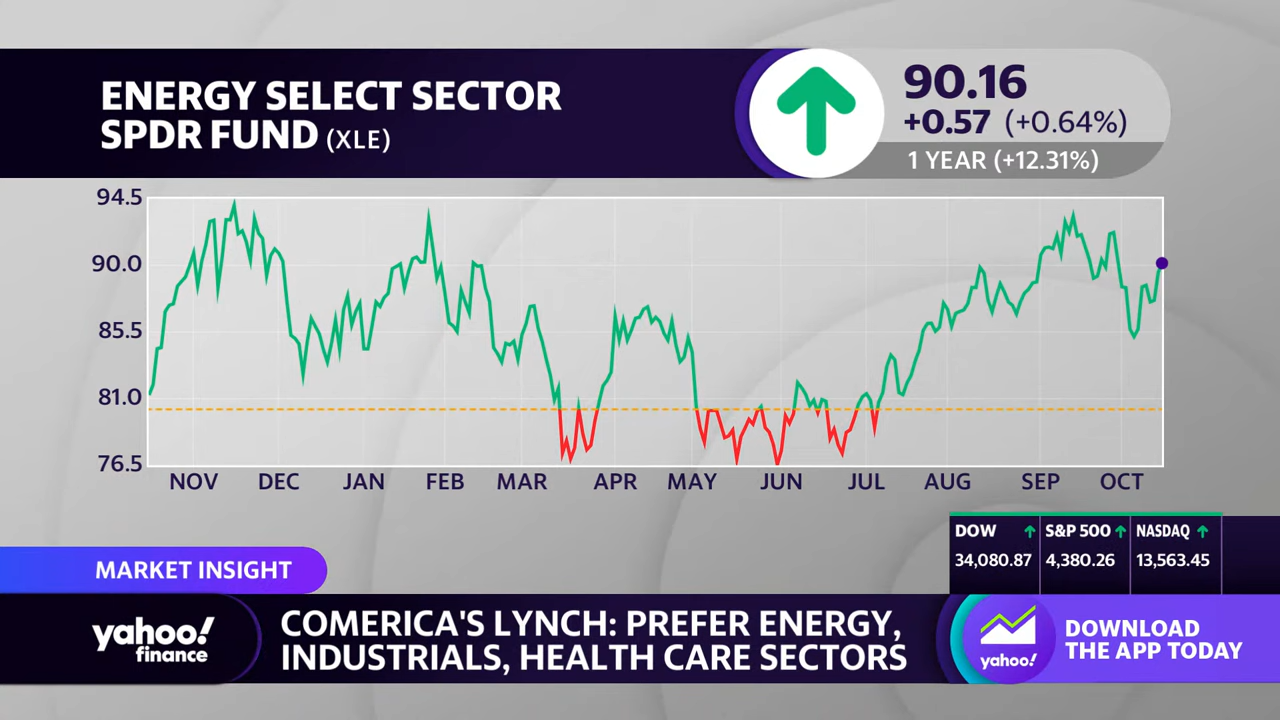 ENERGY SELECT SECTOR
SPDR FUND (XLE)
90.16
+0.57 (+0.64%)
1 YEAR (+12.31%)
94.5
90.0
85.5
81.0
76.5
NOV DEC JAN FEB MAR APR MAY JUN JUL AUG SEP OCT
DOW S&P 500 NASDAQ
34,080.87 4,380.26 13,563.45
MARKET INSIGHT
yahoo!
finance
COMERICA'S LYNCH: PREFER ENERGY,
INDUSTRIALS, HEALTH CARE SECTORS
yahoo!
DOWNLOAD
THE APP TODAY